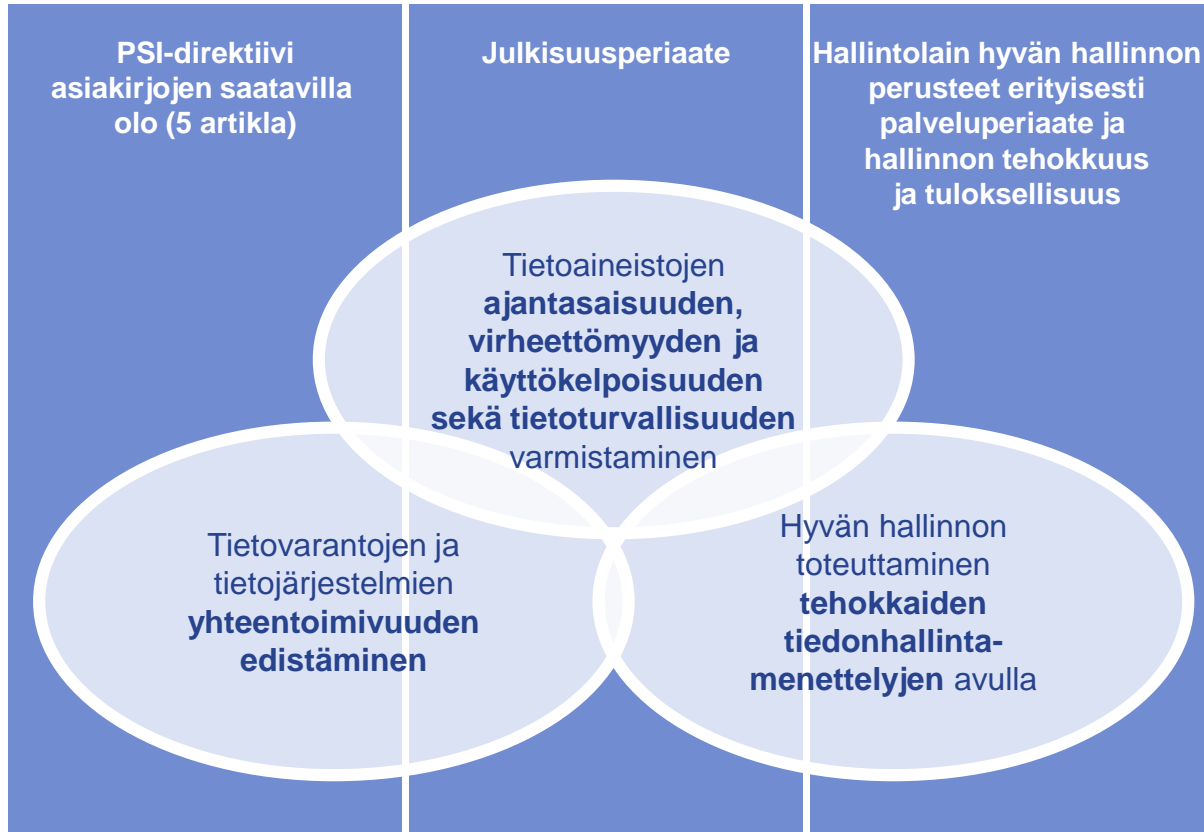 PSI-direktiivi
asiakirjojen saatavilla
olo (5 artikla)
Julkisuusperiaate
Hallintolain hyvän hallinnon
perusteet erityisesti
palveluperiaate ja
hallinnon tehokkuus
ja tuloksellisuus
Tietoaineistojen
ajantasaisuuden,
virheettömyyden ja
käyttökelpoisuuden
sekä tietoturvallisuuden
varmistaminen
Tietovarantojen ja
tietojärjestelmien
yhteentoimivuuden
edistäminen
Hyvän hallinnon
toteuttaminen
tehokkaiden
tiedonhallinta-
menettelyjen avulla